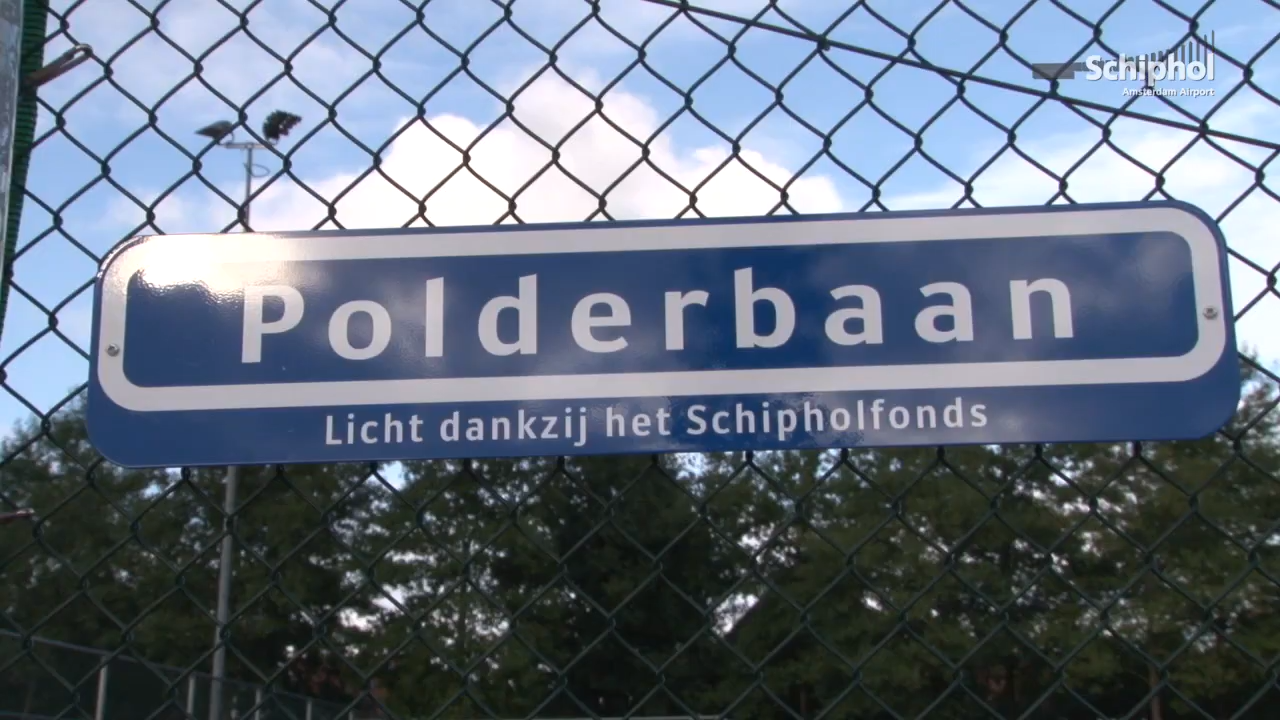 Schiphol
Amsterdam Airport
Polderbaan
Licht dankzij het Schipholfonds